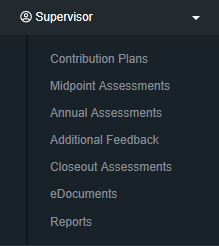 Supervisor
Contribution Plans
Midpoint Assessments
Annual Assessments
Additional Feedback
Closeout Assessments
eDocuments
Reports